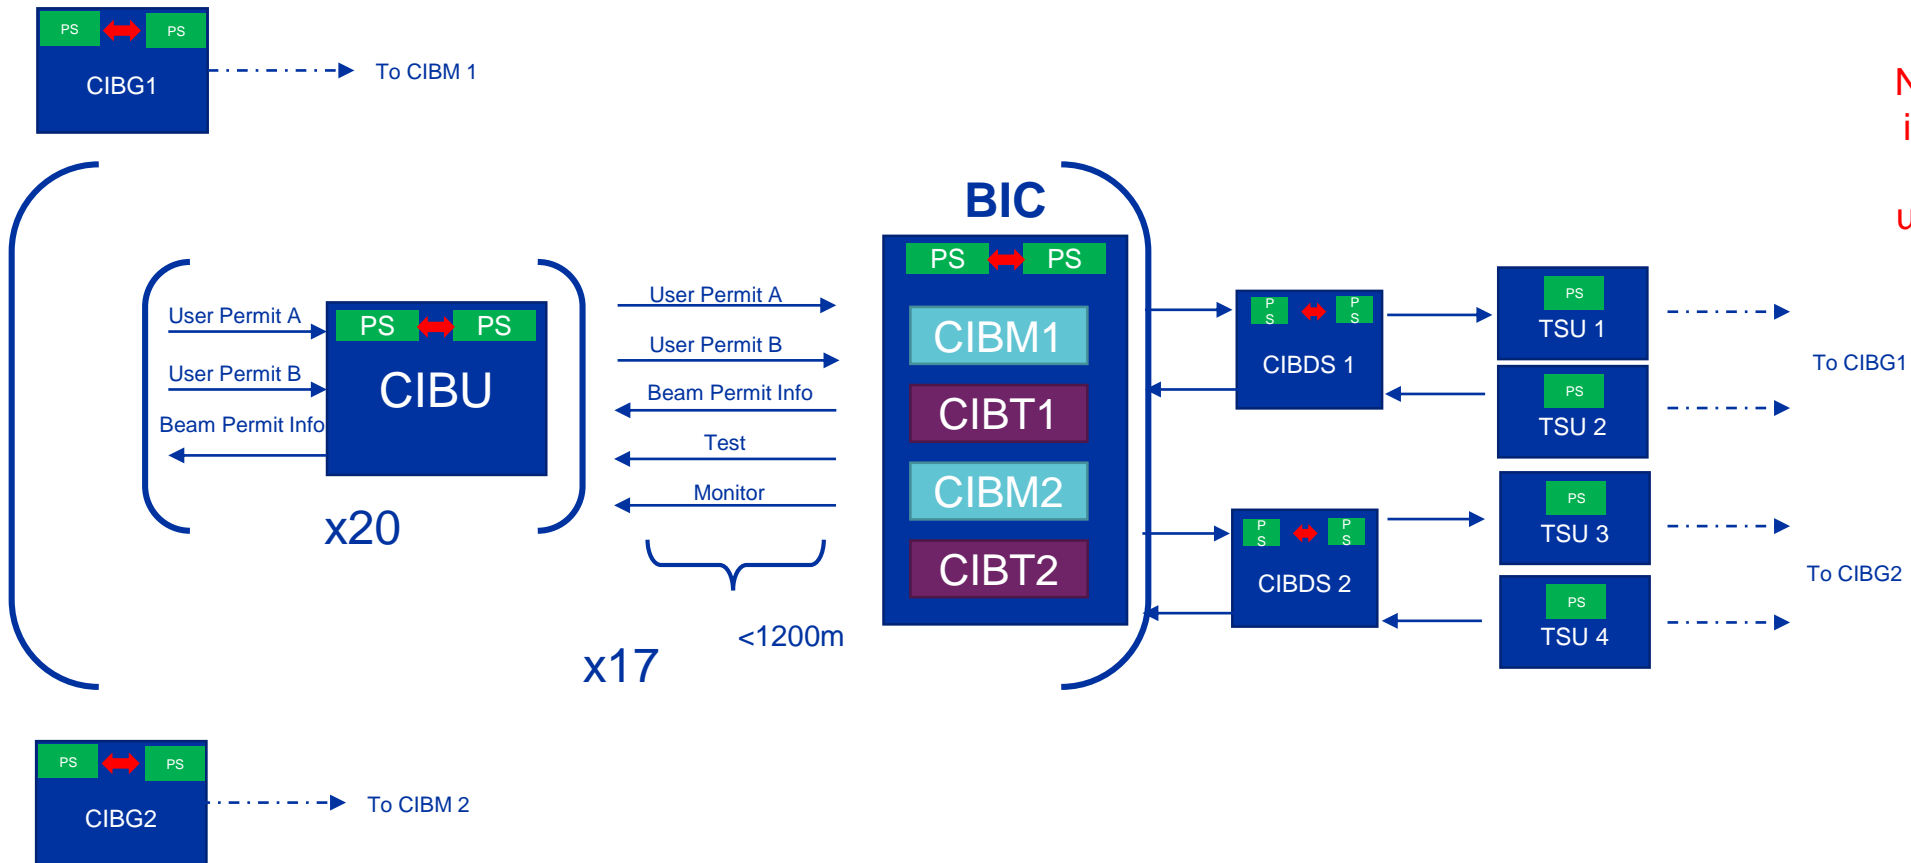 PS PS
CIBG1
To CIBM 1
BIC
PS PS
CIBM1
CIBT1
CIBM2
CIBT2
User Permit A
User Permit B
Beam Permit Info
PS PS
CIBU
x20
User Permit A
User Permit B
Beam Permit Info
Test
Monitor
<1200m
x17
P
S
P
S
CIBDS 1
PS
TSU 1
PS
TSU 2
To CIBG1
P
S
P
S
CIBDS 2
PS
TSU 3
PS
TSU 4
To CIBG2
PS PS
CIBG2
To CIBM 2